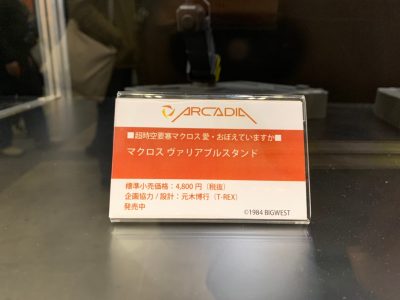 ARCADIA
■超時空要塞マクロス 愛・おぼえていますか■
マクロス ヴァリアブルスタンド
標準小売価格：4,800 円（税抜）
企画協力 / 設計：元木博行（T-REX）
発売中
©1984 BIGWEST